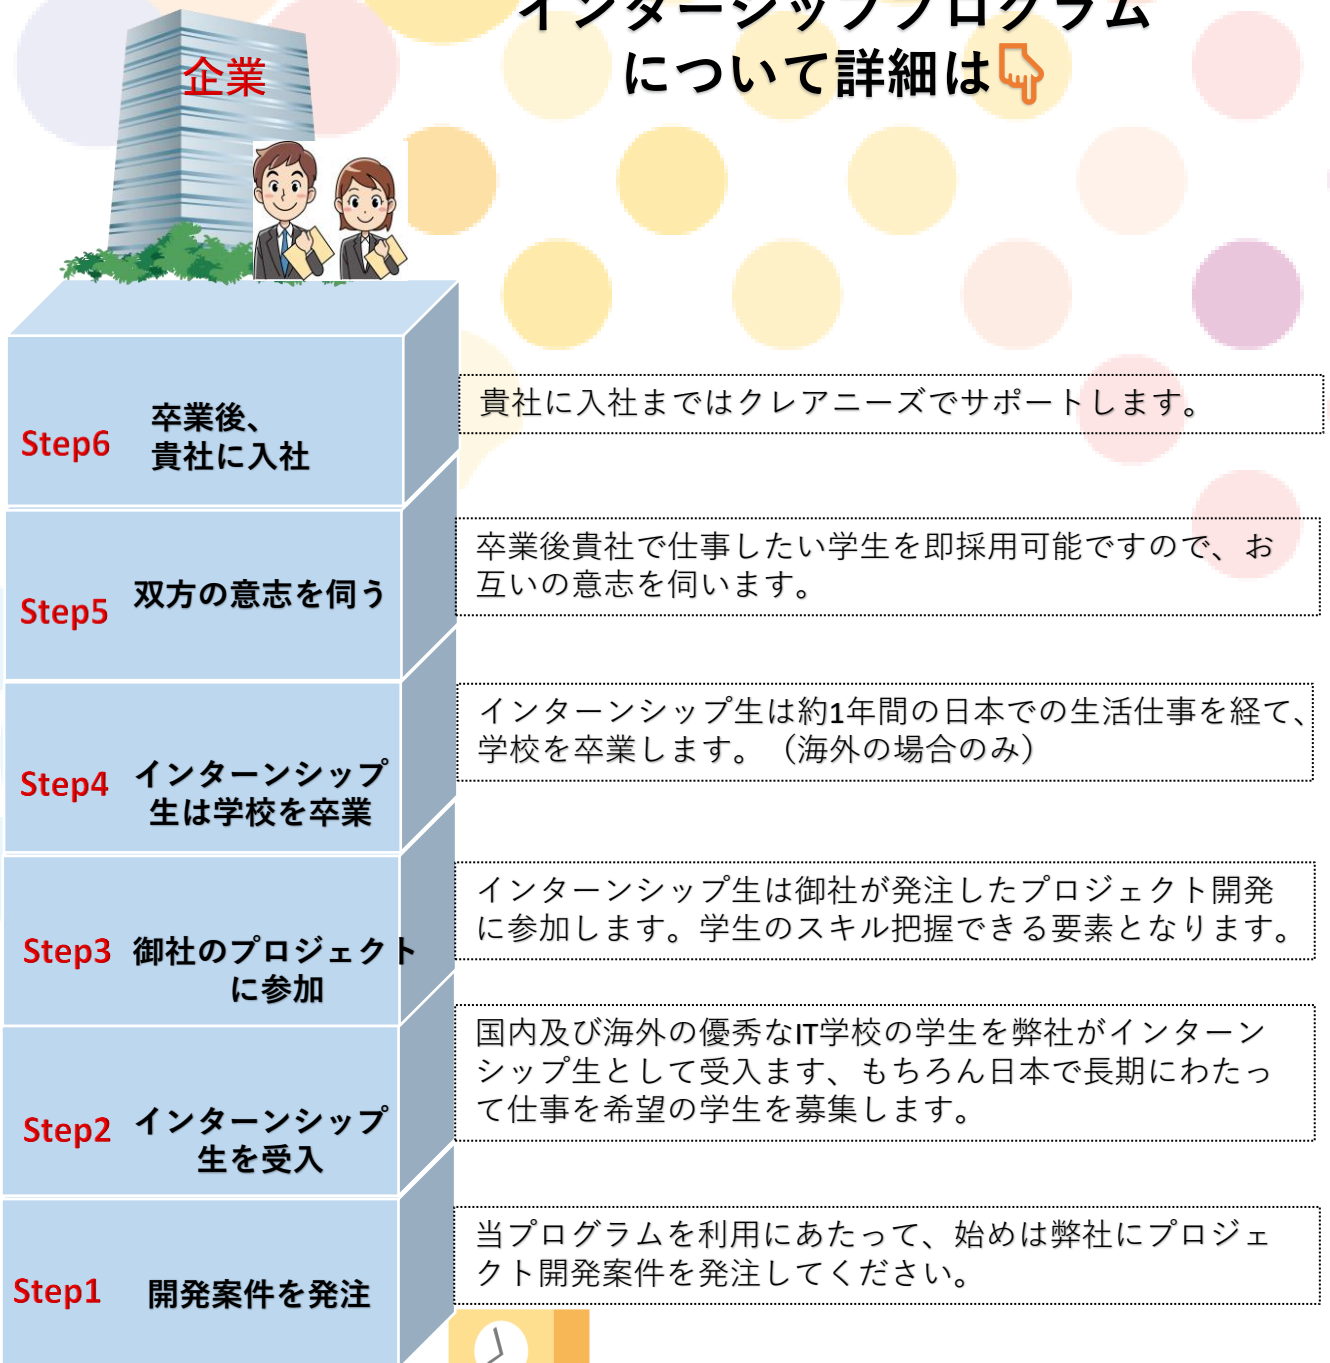 インターシッププログラム
について詳細は
企業
Step6
卒業後、
貴社に入社
貴社に入社まではクレアニーズでサポートします。
Step5
双方の意志を伺う
卒業後貴社で仕事したい学生を即採用可能ですので、お
互いの意志を伺います。
Step4
インターンシップ
生は学校を卒業
インターンシップ生は約1年間の日本での生活仕事を経て、
学校を卒業します。（海外の場合のみ）
Step3
御社のプロジェクト
に参加
インターンシップ生は御社が発注したプロジェクト開発
に参加します。学生のスキル把握できる要素となります。
Step2
インターンシップ
生を受入
国内及び海外の優秀なIT学校の学生を弊社がインターン
シップ生として受入ます、もちろん日本で長期にわたっ
て仕事を希望の学生を募集します。
Step1
開発案件を発注
当プログラムを利用にあたって、始めは弊社にプロジェ
クト開発案件を発注してください。